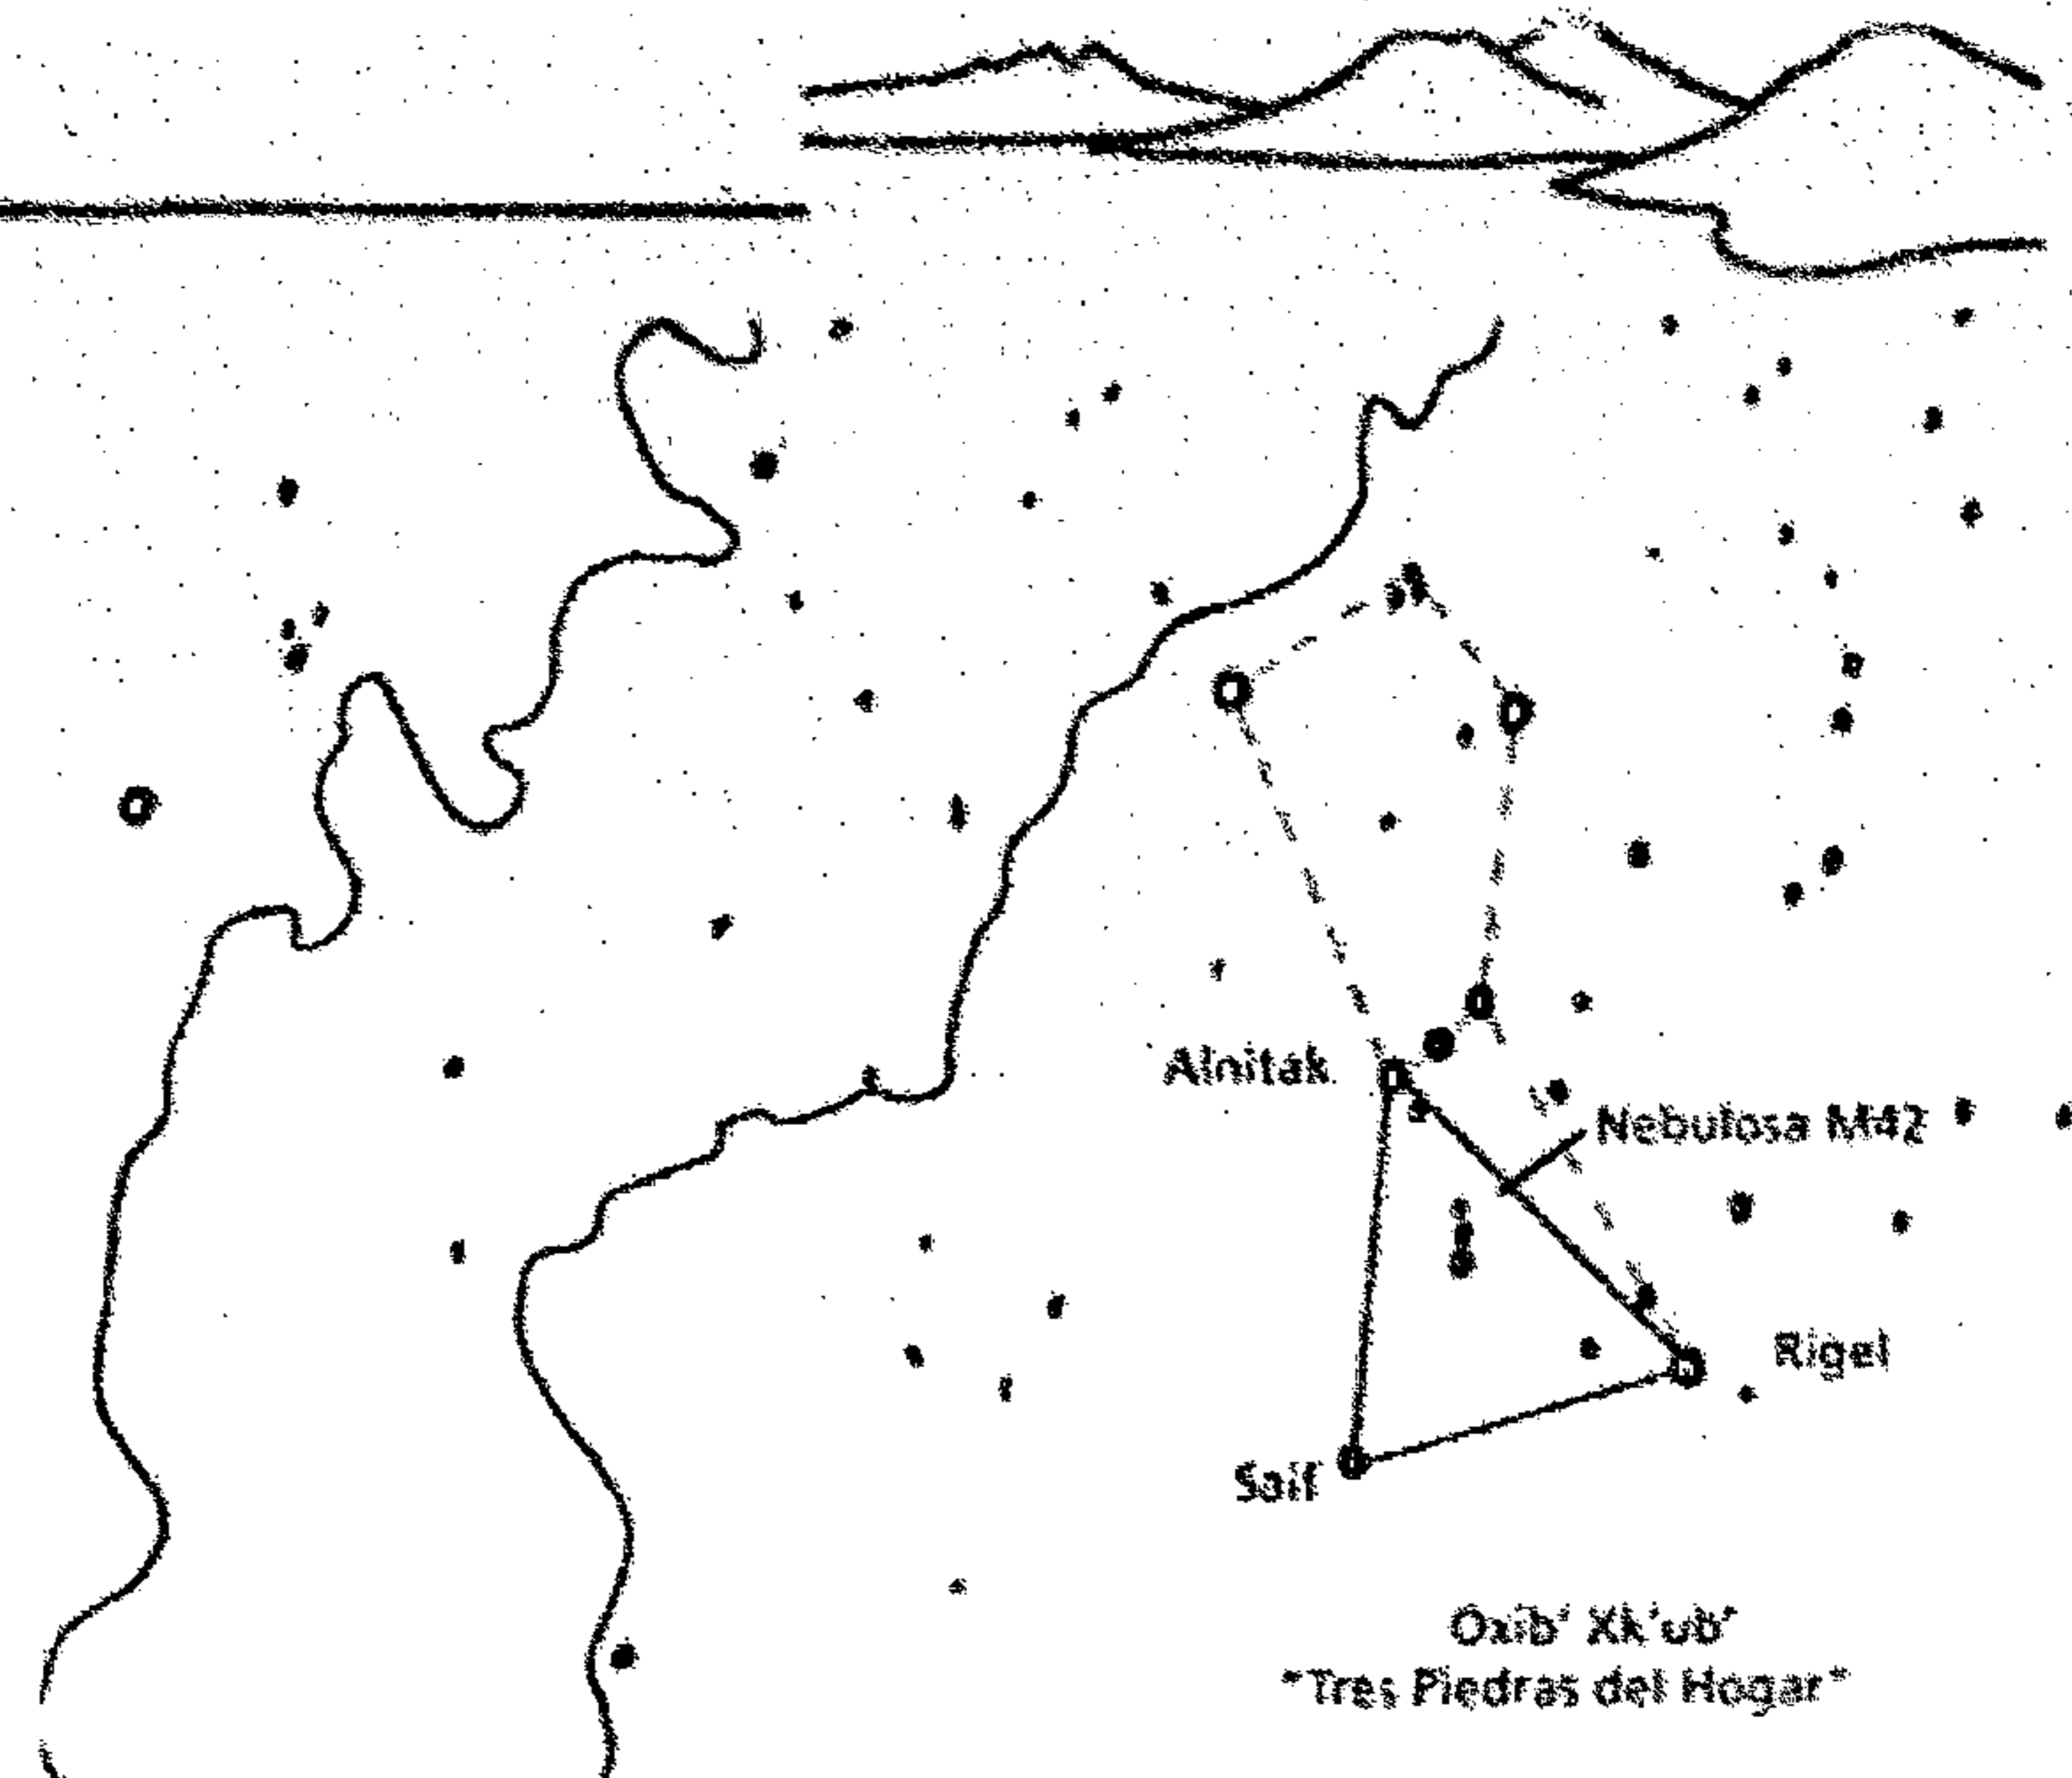 Alnitak
Nebulosa M42
Rigel
Saif
Oxib' Xk'ub'
"Tres Piedras del Hogar"